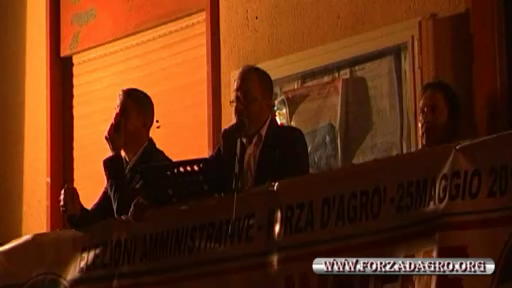 ELEZIONI AMMINISTRATIVE - FORZA D'AGRO' - 25 MAGGIO 20
WWW.FORZADAGRO.ORG